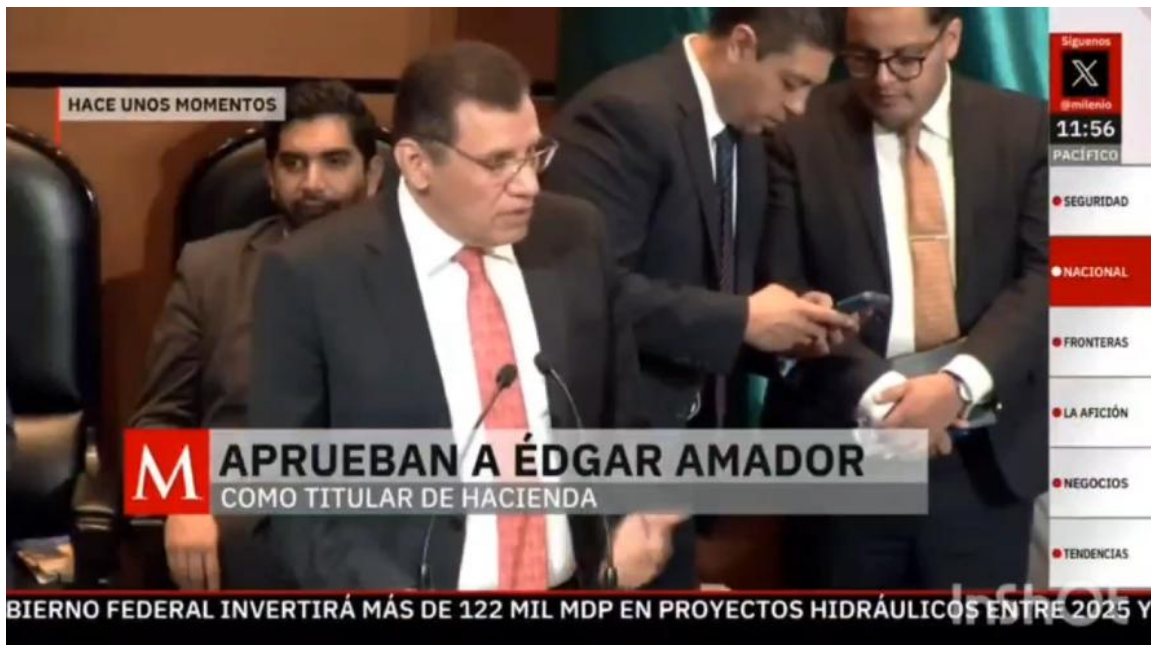 HACE UNOS MOMENTOS
Síguenos
X
@milenio
11:56
PACÍFICO
SEGURIDAD
NACIONAL
FRONTERAS
LA AFICIÓN
NEGOCIOS
TENDENCIAS
M
APRUEBAN A ÉDGAR AMADOR
COMO TITULAR DE HACIENDA
BIERNO FEDERAL INVERTIRÁ MÁS DE 122 MIL MDP EN PROYECTOS HIDRÁULICOS ENTRE 2025 Y
InShOt